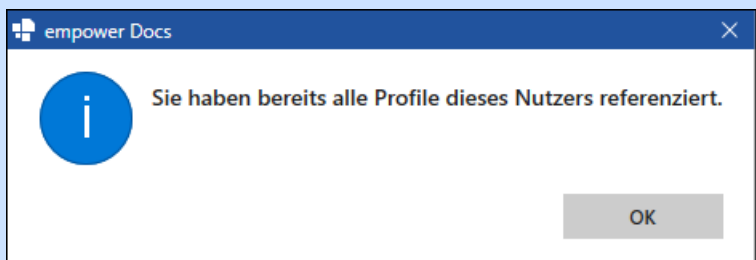 empower Docs
Sie haben bereits alle Profile dieses Nutzers referenziert.
OK